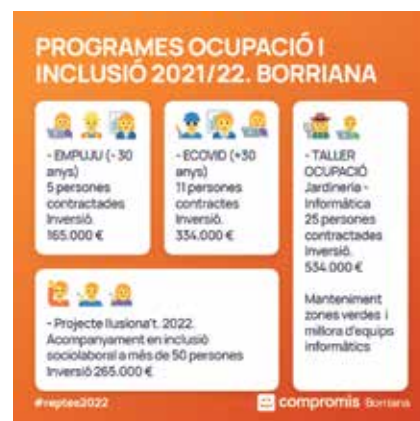 PROGRAMES OCUPACIÓ I
INCLUSIÓ 2021/22. BORRIANA
- EMPUJU (- 30
anys)
5 persones
contractades
Inversió.
165.000 €
- ECOVID (+30
anys)
11 persones
contractes
Inversió.
334.000 €
- TALLER
OCUPACIÓ
Jardineria -
Informàtica
25 persones
contractades
Inversió.
534.000 €
Manteniment
zones verdes i
millora d'equips
informàtics
- Projecte Ilusiona't. 2022.
Acompanyament en inclusió
sociolaboral a més de 50 persones
Inversió 265.000 €
#reptes2022
compromís Borriana